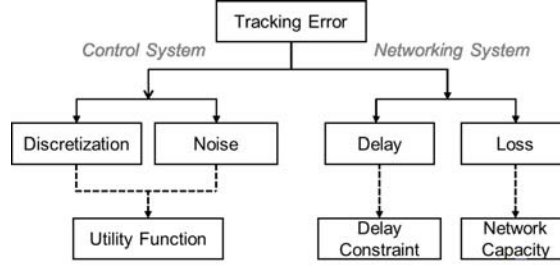 Tracking Error
Control System
Networking System
Discretization
Noise
Delay
Loss
Utility Function
Delay
Constraint
Network
Capacity